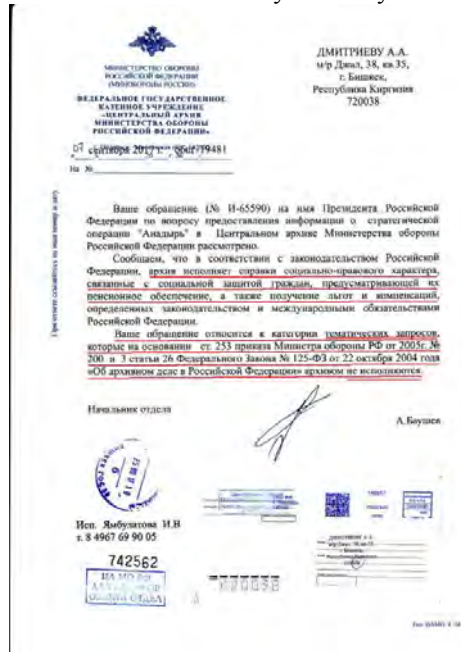 МИНИСТЕРСТВО ОБОРОНЫ
РОССИЙСКОЙ ФЕДЕРАЦИИ
(МИНОБОРОНЫ РОССИИ)
ФЕДЕРАЛЬНОЕ ГОСУДАРСТВЕННОЕ
КАЗЕННОЕ УЧРЕЖДЕНИЕ
«ЦЕНТРАЛЬНЫЙ АРХИВ
МИНИСТЕРСТВА ОБОРОНЫ
РОССИЙСКОЙ ФЕДЕРАЦИИ»
сентября 2017 г.
На №
ДМИТРИЕВУ А.А.
м/р Джал, 38, кв.35,
г. Бишкек,
Республика Киргизия
720038
Ваше обращение (№ И-65590) на имя Президента Российской
Федерации по вопросу предоставления информации о стратегической
операции "Анадырь" в Центральном архиве Министерства обороны
Российской Федерации рассмотрено.
Сообщаем, что в соответствии с законодательством Российской
Федерации, архив исполняет справки социально-правового характера,
связанные с социальной защитой граждан, предусматривающей их
пенсионное обеспечение, а также получение льгот и компенсаций,
определенных законодательством и международными обязательствами
Российской Федерации.
Ваше обращение относится к категории тематических запросов,
которые на основании ст. 253 приказа Министра обороны РФ от 2005г. №
200 и 3 статьи 26 Федерального Закона № 125-ФЗ от 22 октября 2004 года
«Об архивном деле в Российской Федерации» архивом не исполняются.
Начальник отдела
А.Баушев
Исп. Ямбулатова И.В
т. 8 4967 69 90 05
742562
ЦА МО РФ